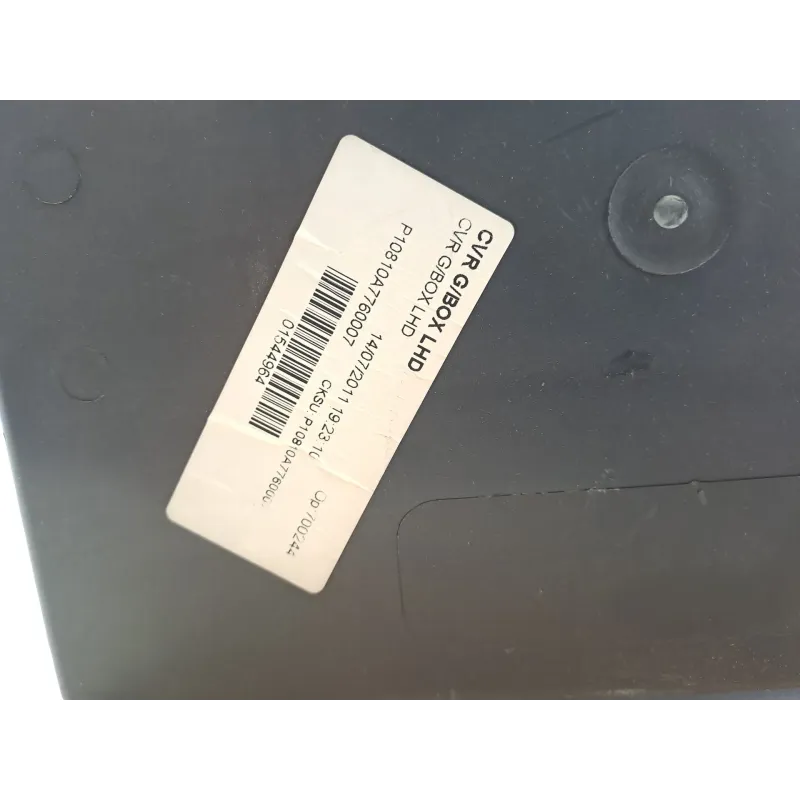 CVR G/BOX LHD
CVR G/BOX LHD
P10810A7760007
14/07/2011 19:23:10 Op 700244
CKSU: P10810A776000
01544964